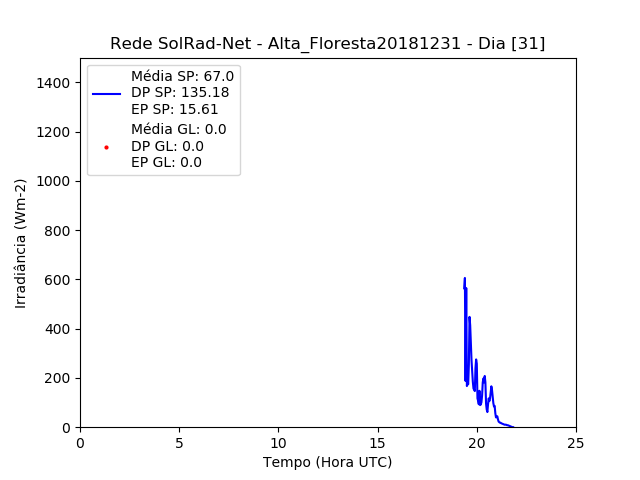 Rede SolRad-Net - Alta_Floresta20181231 - Dia [31]
Média SP: 67.0
DP SP: 135.18
EP SP: 15.61
Média GL: 0.0
DP GL: 0.0
EP GL: 0.0
1400
1200
1000
800
600
400
200
0
Irradiância (Wm-2)
0 5 10 15 20 25
Tempo (Hora UTC)